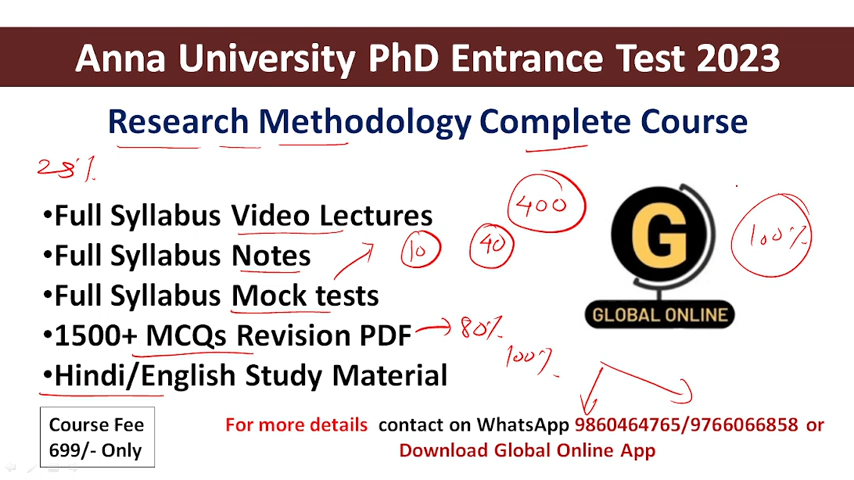 Anna University PhD Entrance Test 2023
Research Methodology Complete Course
•Full Syllabus Video Lectures
400
•Full Syllabus Notes
10
40
100%
•Full Syllabus Mock tests
GLOBAL ONLINE
•1500+ MCQs Revision PDF
80%
100%
•Hindi/English Study Material
Course Fee
699/- Only
For more details contact on WhatsApp 9860464765/9766066858 or
Download Global Online App